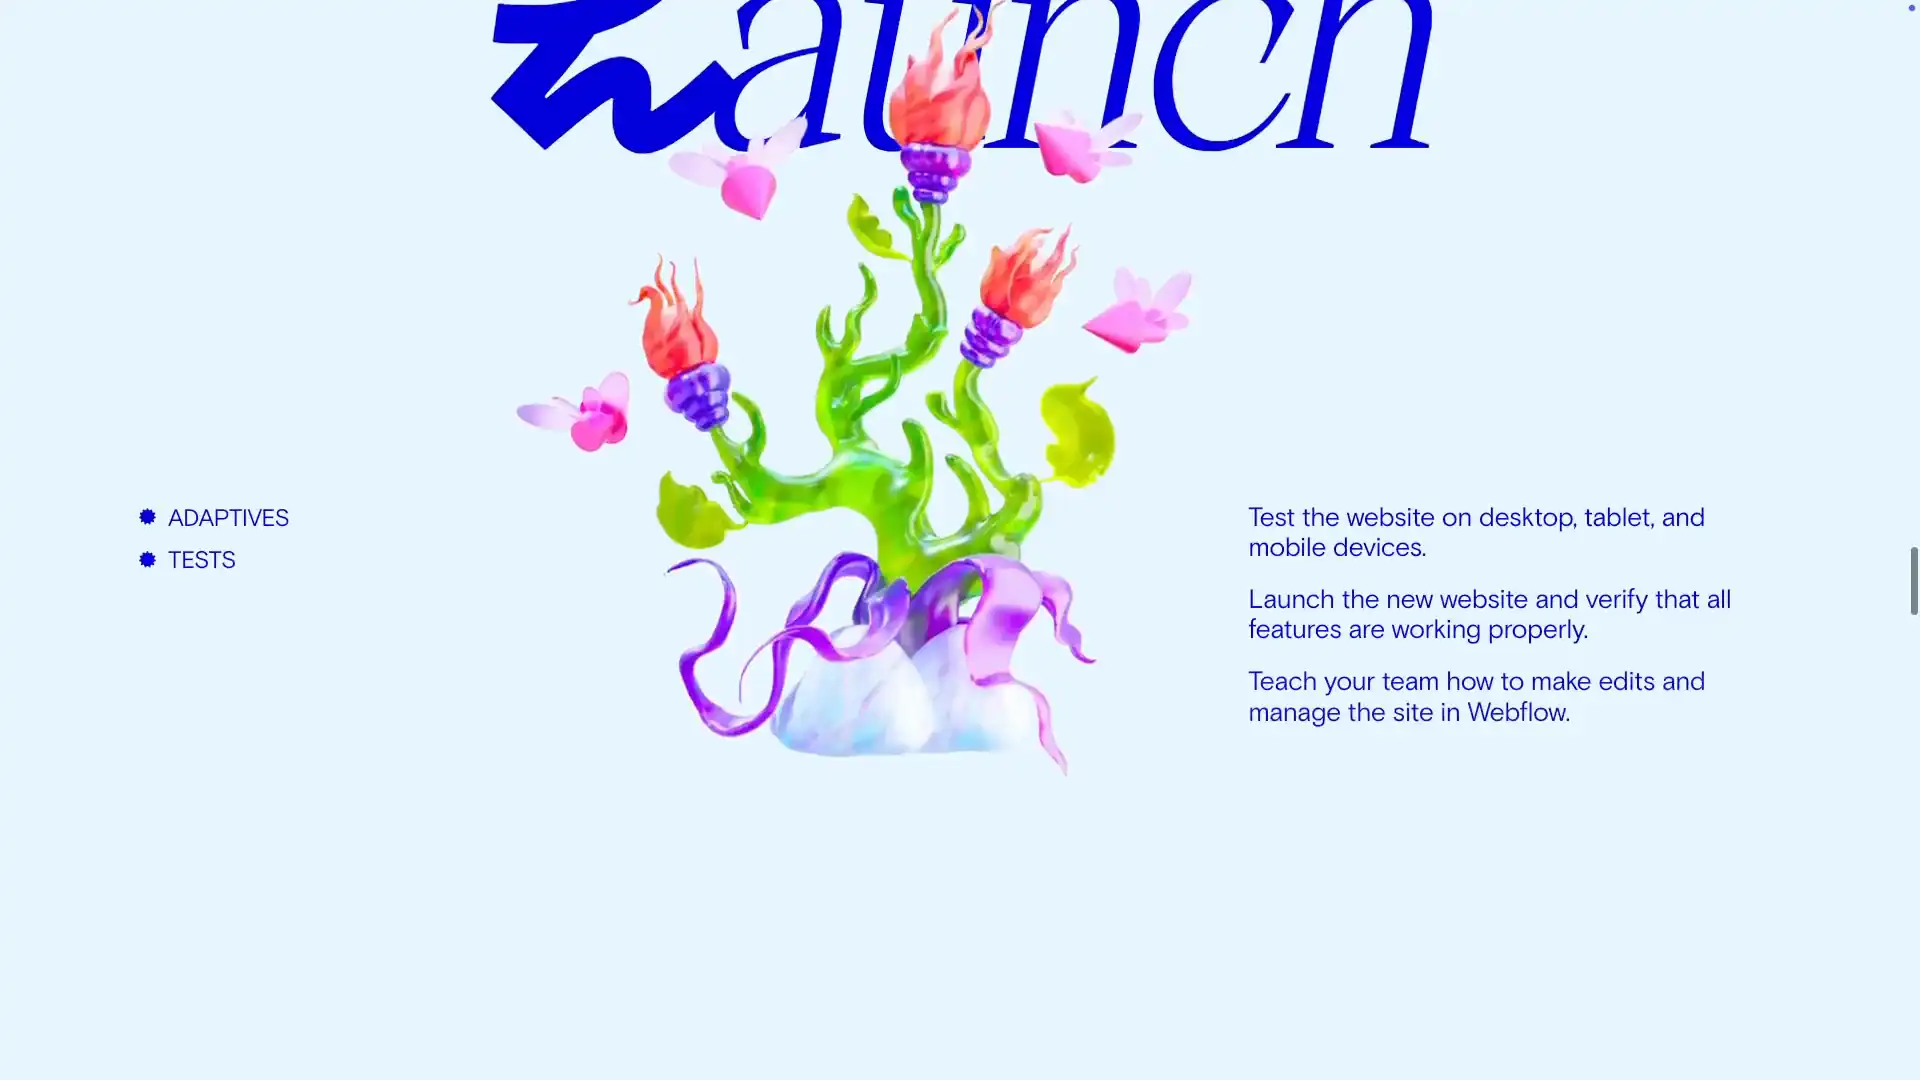 Launch
ADAPTIVES
TESTS
Test the website on desktop, tablet, and
mobile devices.
Launch the new website and verify that all
features are working properly.
Teach your team how to make edits and
manage the site in Webflow.